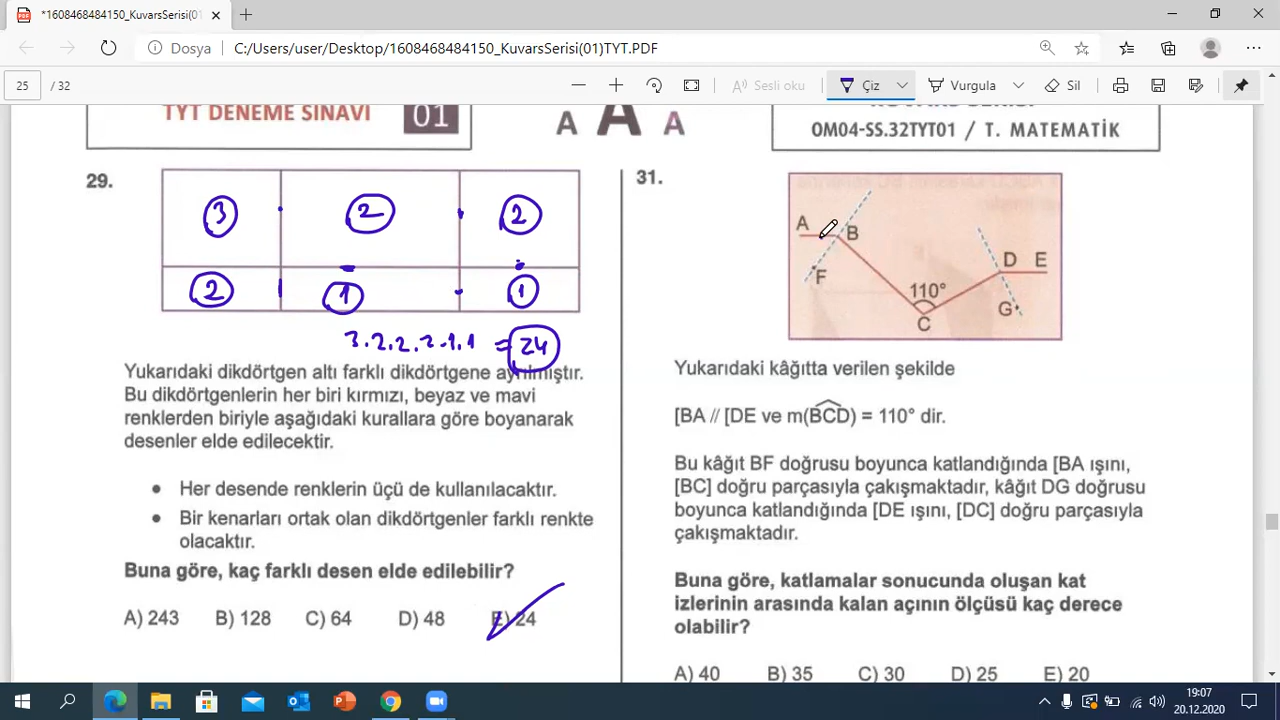 *1608468484150_KuvarsSerisi(01
Dosya
C:/Users/user/Desktop/1608468484150_KuvarsSerisi(01)TYT.PDF
25 / 32
Sesli oku
Çiz
Vurgula
Sil
TYT DENEME SINAVI 01
A A A
OM04-SS.32TYT01 / T. MATEMATİK
29.
3 2 2
2 1 1
3.2.2.2.1.1 = 24
Yukarıdaki dikdörtgen altı farklı dikdörtgene ayrılmıştır.
Bu dikdörtgenlerin her biri kırmızı, beyaz ve mavi
renklerden biriyle aşağıdaki kurallara göre boyanarak
desenler elde edilecektir.
• Her desende renklerin üçü de kullanılacaktır.
• Bir kenarları ortak olan dikdörtgenler farklı renkte
olacaktır.
Buna göre, kaç farklı desen elde edilebilir?
A) 243 B) 128 C) 64 D) 48 E) 24
31.
A B F 110° C D E G
Yukarıdaki kâğıtta verilen şekilde
[BA // [DE ve m(BCD) = 110° dir.
Bu kâğıt BF doğrusu boyunca katlandığında [BA ışını,
[BC] doğru parçasıyla çakışmaktadır, kâğıt DG doğrusu
boyunca katlandığında [DE ışını, [DC] doğru parçasıyla
çakışmaktadır.
Buna göre, katlamalar sonucunda oluşan kat
izlerinin arasında kalan açının ölçüsü kaç derece
olabilir?
A) 40 B) 35 C) 30 D) 25 E) 20
19:07
20.12.2020